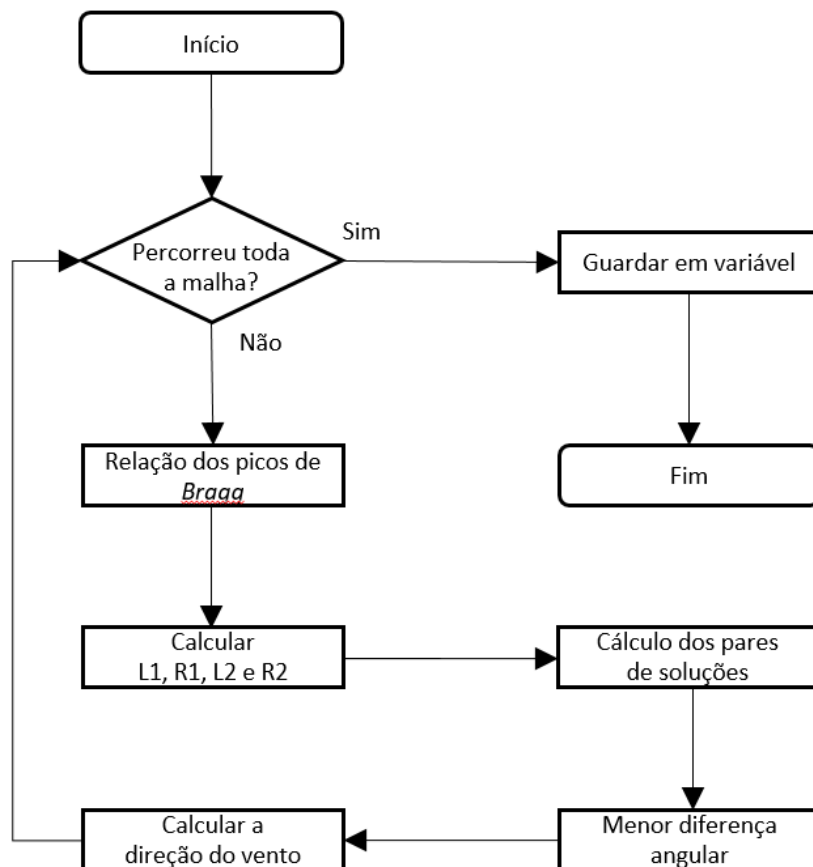 Início
Percorreu toda
a malha?
Sim
Guardar em variável
Não
Relação dos picos de
Bragg
Fim
Calcular
L1, R1, L2 e R2
Cálculo dos pares
de soluções
Calcular a
direção do vento
Menor diferença
angular